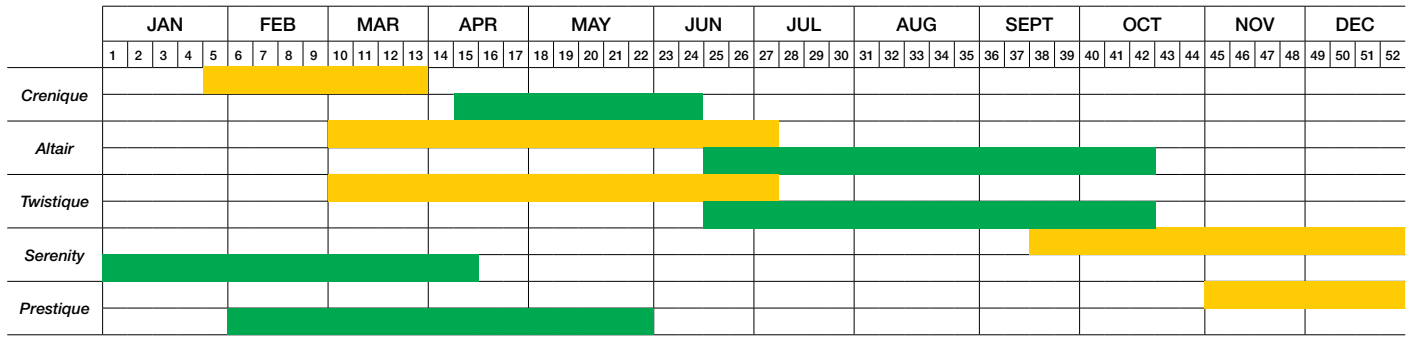 JAN FEB MAR APR MAY JUN JUL AUG SEPT OCT NOV DEC
1 2 3 4 5 6 7 8 9 10 11 12 13 14 15 16 17 18 19 20 21 22 23 24 25 26 27 28 29 30 31 32 33 34 35 36 37 38 39 40 41 42 43 44 45 46 47 48 49 50 51 52
Crenique
Altair
Twistique
Serenity
Prestique